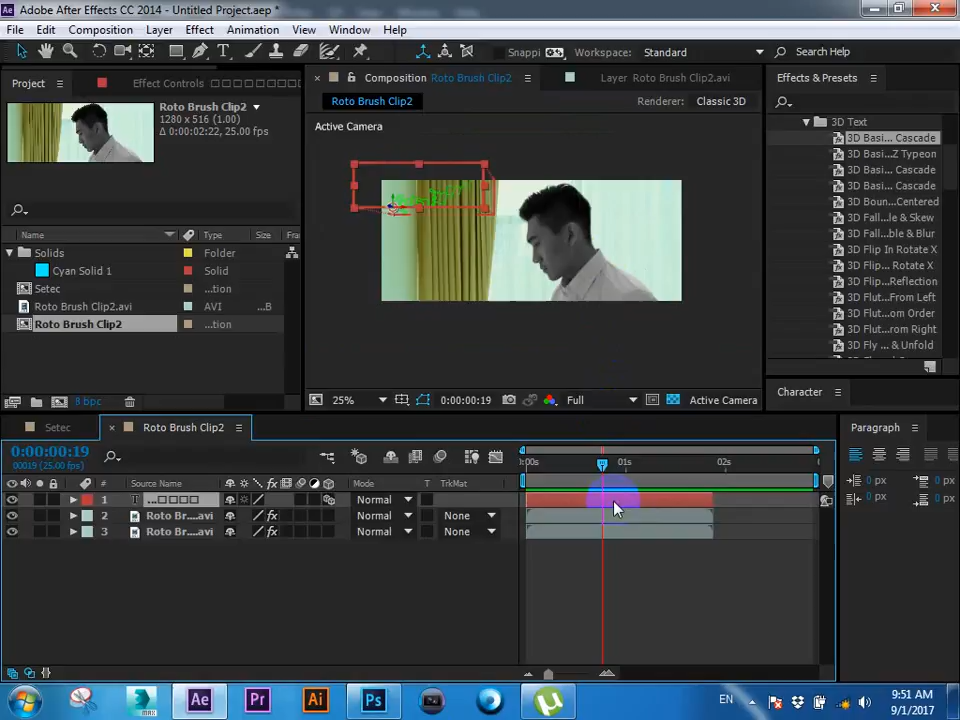 Adobe After Effects CC 2014 - Untitled Project.aep *
File Edit Composition Layer Effect Animation View Window Help
Snappi Workspace: Standard Search Help
Project Effect Controls □□□□□□ Composition Roto Brush Clip2 Layer Roto Brush Clip2.avi Effects & Presets
Roto Brush Clip2 Renderer: Classic 3D
Roto Brush Clip2
1280 x 516 (1.00)
Δ 0:00:02:22, 25.00 fps
Active Camera
3D Text
3D Basi... Cascade
3D Basi...Z Typeon
3D Basi... Cascade
3D Basi... Cascade
3D Boun...Centered
3D Fall...le & Skew
3D Fall...ble & Blur
3D Flip In Rotate X
3D Flip... Rotate X
3D Flip...Reflection
3D Flut...From Left
3D Flut...om Order
3D Flut...rom Right
3D Fly ... & Unfold
Name Type Size Fra
Solids Folder
Cyan Solid 1 Solid
Setec ...tion
Roto Brush Clip2.avi AVI ...B
Roto Brush Clip2 ...tion
8 bpc
25% 0:00:00:19 Full Active Camera
Character
Setec Roto Brush Clip2 Paragraph
0:00:00:19
00019 (25.00 fps)
:00s 01s 02s
# Source Name Mode T TrkMat
1 T ...□□□□ Normal
2 Roto Br....avi Normal None
3 Roto Br....avi Normal None
0 px 0 px
0 px 0 px
Ae Pr Ai Ps
EN 9:51 AM
9/1/2017